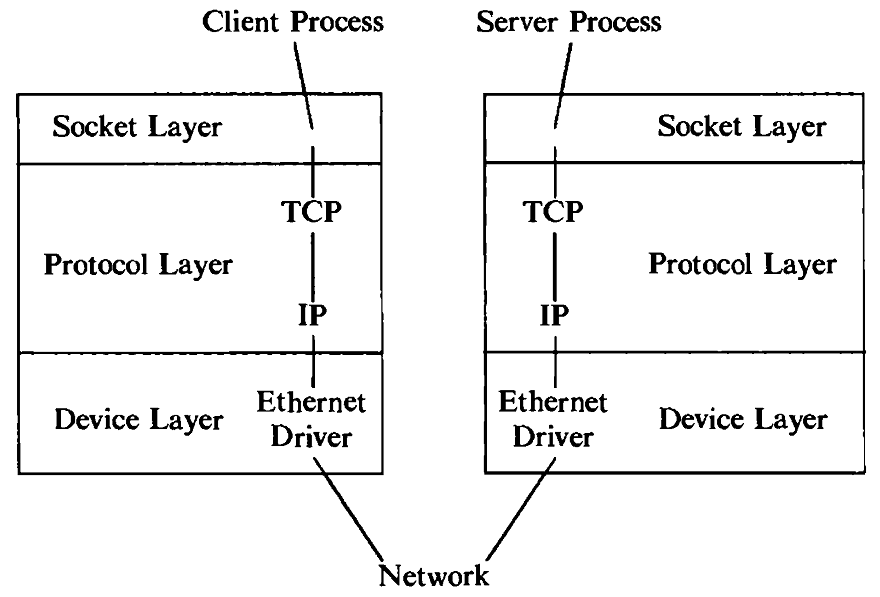 Client Process
Server Process
Socket Layer
Socket Layer
TCP
TCP
Protocol Layer
Protocol Layer
IP
IP
Device Layer
Ethernet
Driver
Ethernet
Driver
Device Layer
Network